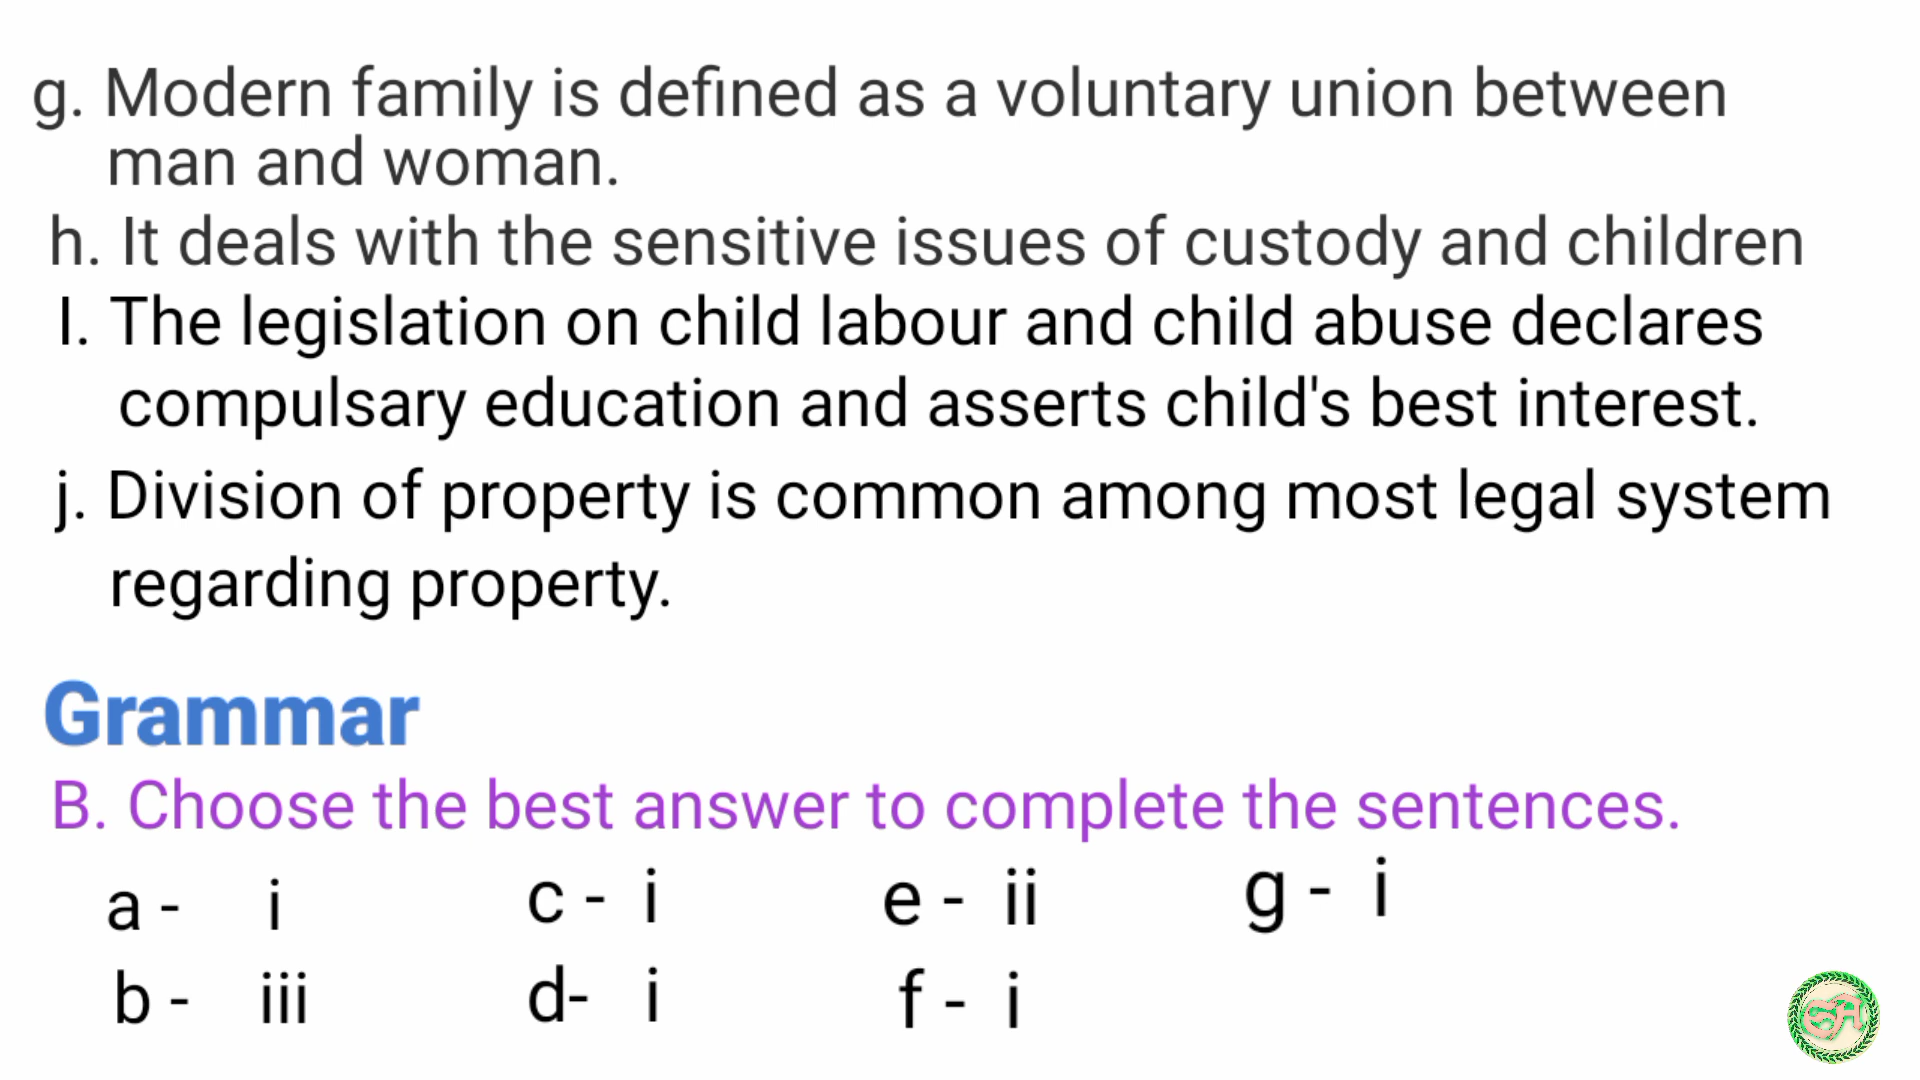 g. Modern family is defined as a voluntary union between
man and woman.
h. It deals with the sensitive issues of custody and children
I. The legislation on child labour and child abuse declares
compulsary education and asserts child's best interest.
j. Division of property is common among most legal system
regarding property.
Grammar
B. Choose the best answer to complete the sentences.
a - i c - i e - ii g - i
b - iii d- i f - i